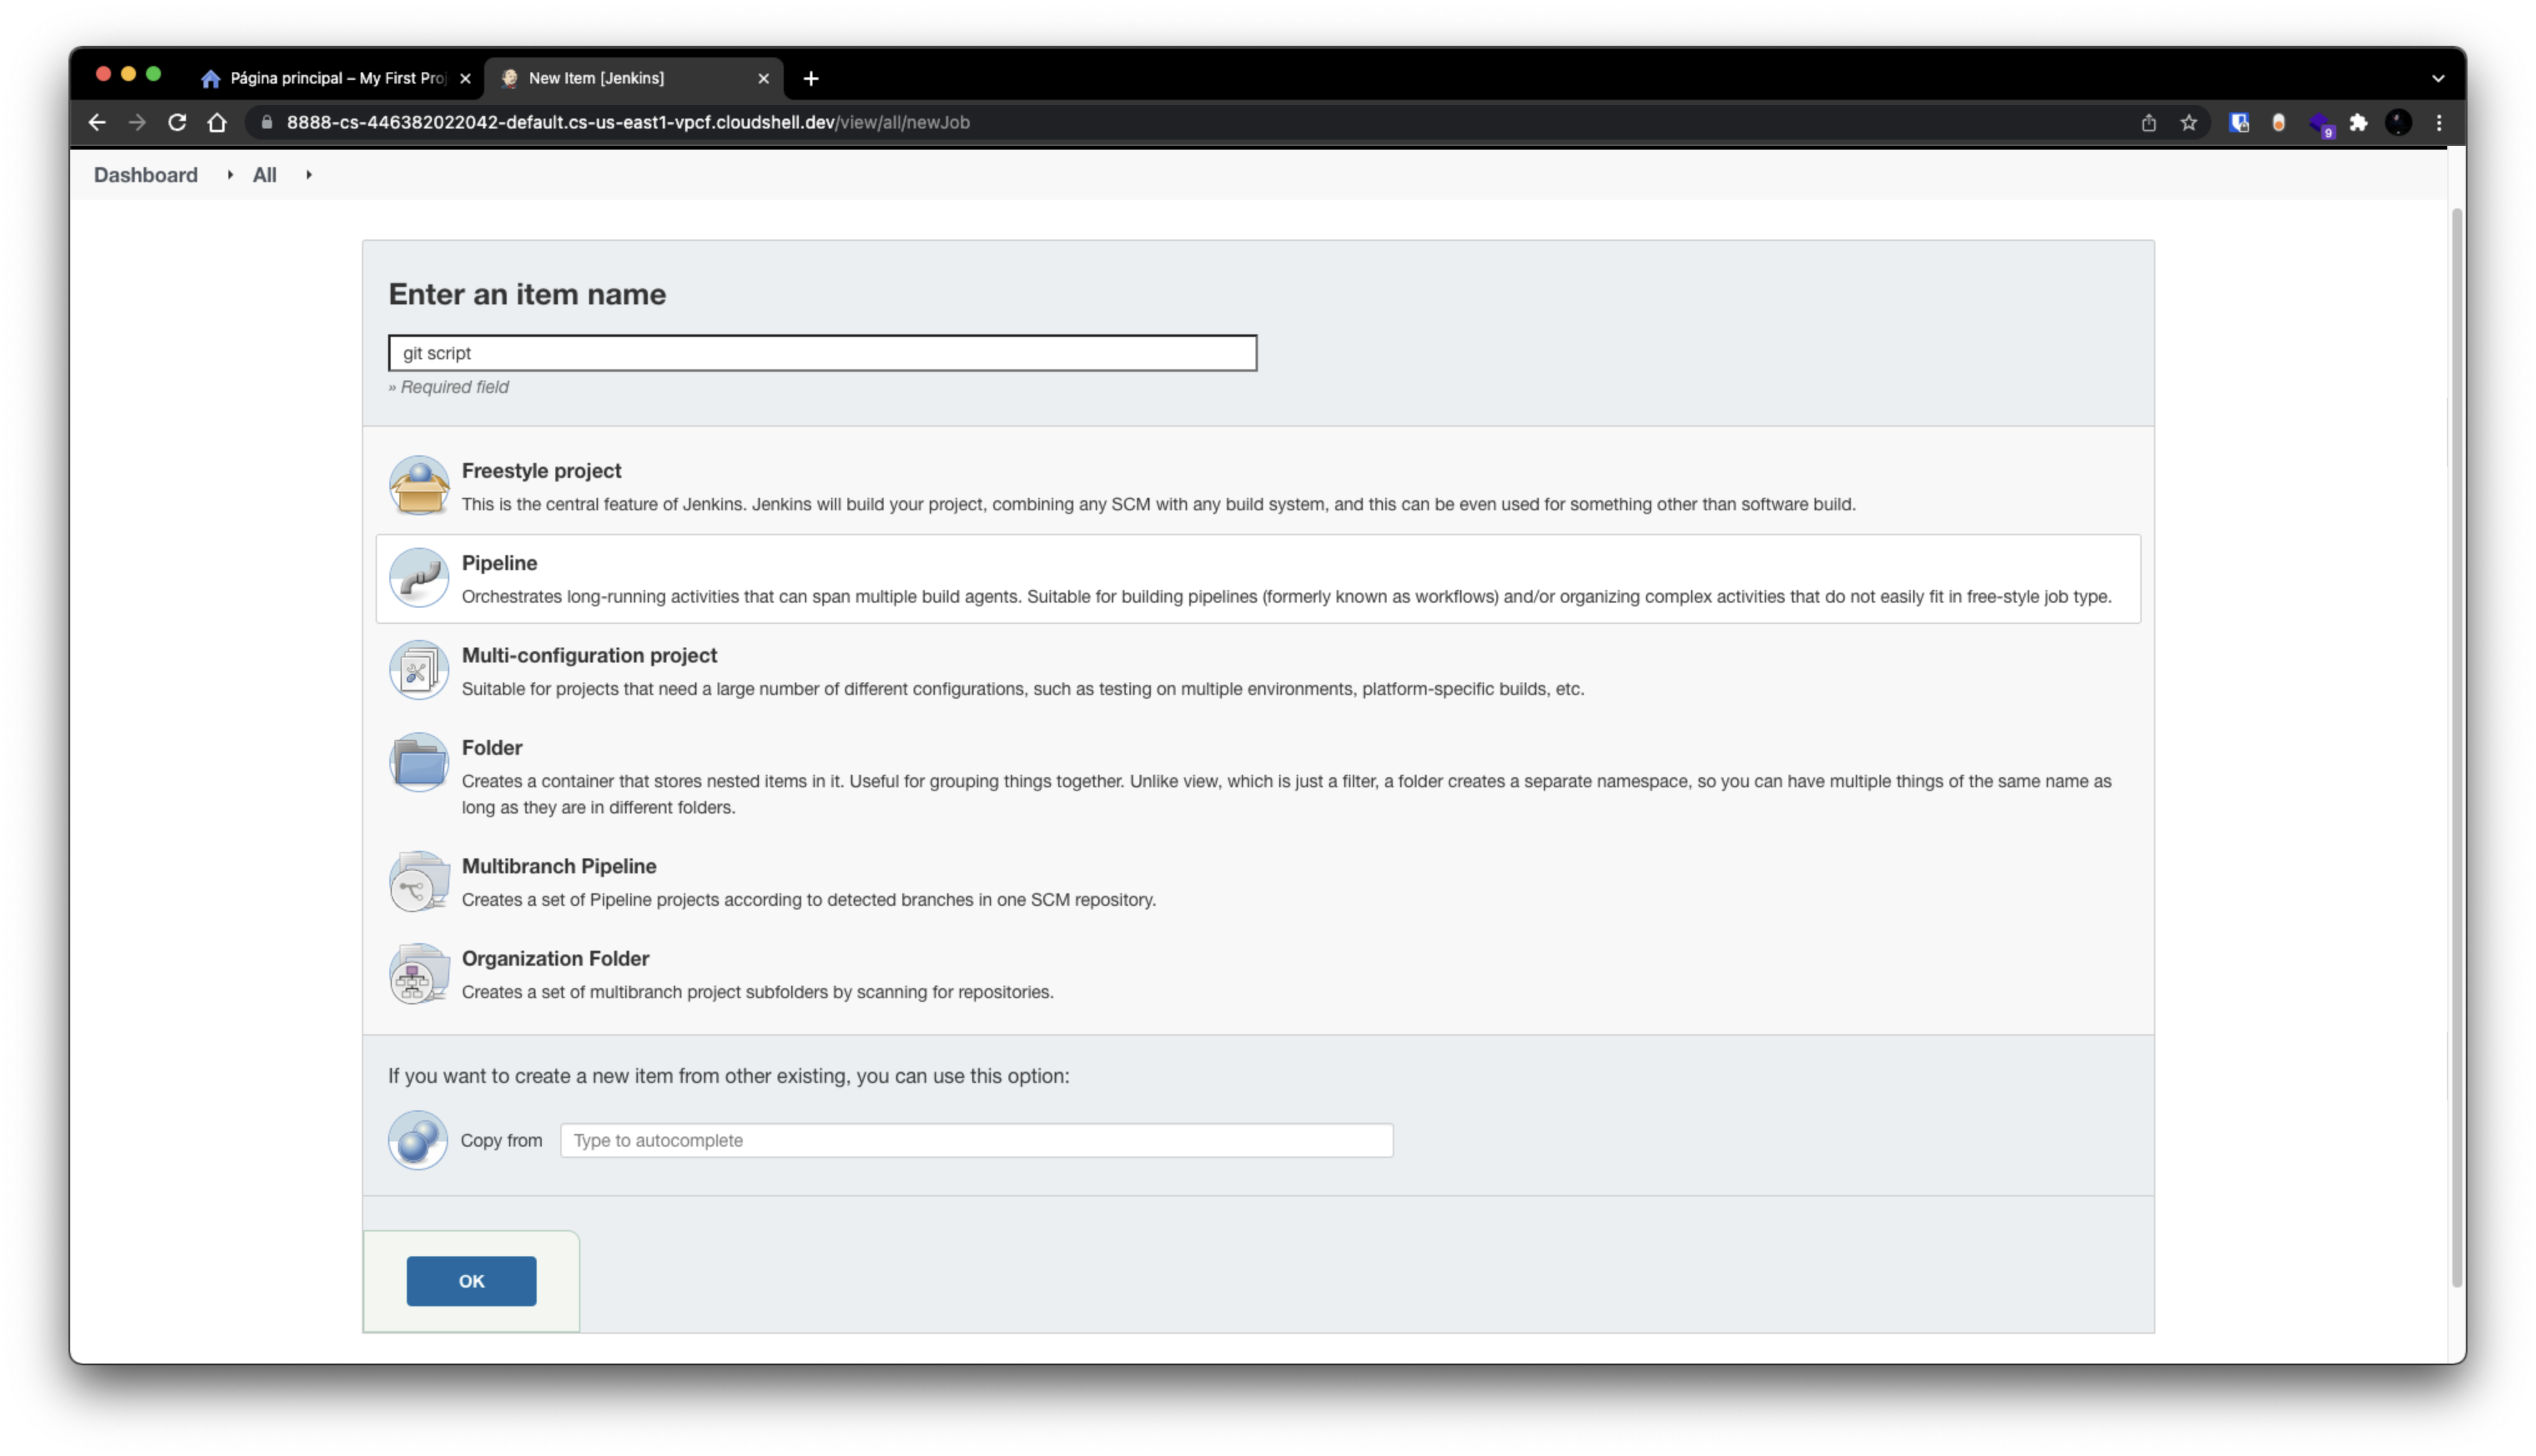 Página principal – My First Proj
New Item [Jenkins]
8888-cs-446382022042-default.cs-us-east1-vpcf.cloudshell.dev/view/all/newJob
9
Dashboard
All
Enter an item name
git script
» Required field
Freestyle project
This is the central feature of Jenkins. Jenkins will build your project, combining any SCM with any build system, and this can be even used for something other than software build.
Pipeline
Orchestrates long-running activities that can span multiple build agents. Suitable for building pipelines (formerly known as workflows) and/or organizing complex activities that do not easily fit in free-style job type.
Multi-configuration project
Suitable for projects that need a large number of different configurations, such as testing on multiple environments, platform-specific builds, etc.
Folder
Creates a container that stores nested items in it. Useful for grouping things together. Unlike view, which is just a filter, a folder creates a separate namespace, so you can have multiple things of the same name as
long as they are in different folders.
Multibranch Pipeline
Creates a set of Pipeline projects according to detected branches in one SCM repository.
Organization Folder
Creates a set of multibranch project subfolders by scanning for repositories.
If you want to create a new item from other existing, you can use this option:
Copy from
Type to autocomplete
OK